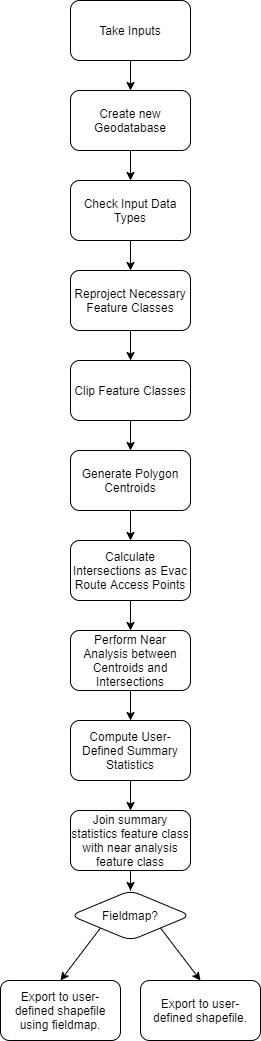 Take Inputs
Create new
Geodatabase
Check Input Data
Types
Reproject Necessary
Feature Classes
Clip Feature Classes
Generate Polygon
Centroids
Calculate
Intersections as Evac
Route Access Points
Perform Near
Analysis between
Centroids and
Intersections
Compute User-
Defined Summary
Statistics
Join summary
statistics feature class
with near analysis
feature class
Fieldmap?
Export to user-
defined shapefile
using fieldmap.
Export to user-
defined shapefile.